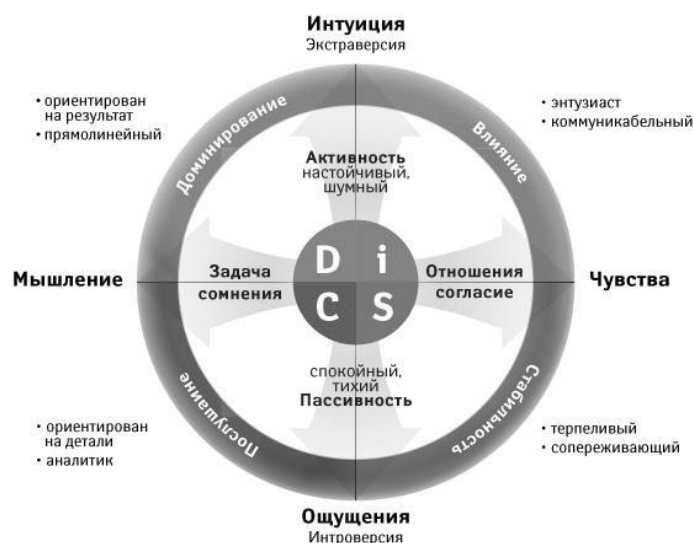 Интуиция
Экстраверсия
• ориентирован
на результат
• прямолинейный
Доминирование
Влияние
• энтузиаст
• коммуникабельный
Активность
настойчивый,
шумный
Мышление
Задача
сомнения
D i
C S
Отношения
согласие
Чувства
спокойный,
тихий
Пассивность
Послушание
Стабильность
• ориентирован
на детали
• аналитик
• терпеливый
• сопереживающий
Ощущения
Интроверсия